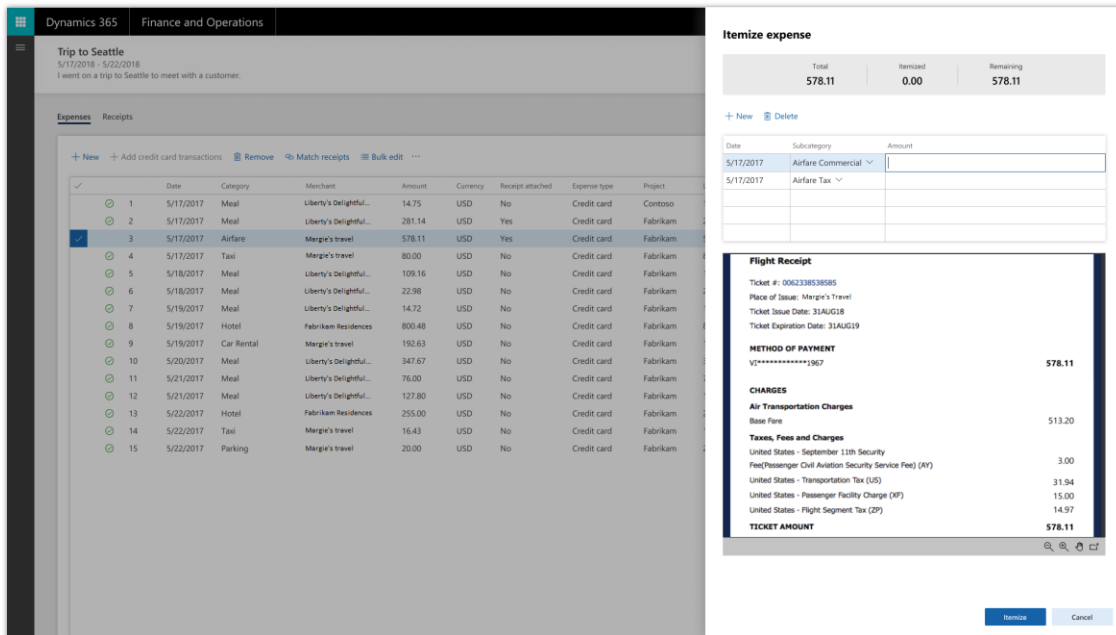 Dynamics 365 Finance and Operations
Trip to Seattle
5/17/2018 - 5/22/2018
I went on a trip to Seattle to meet with a customer.
Expenses Receipts
+ New + Add credit card transactions Remove Match receipts Bulk edit ...
Date Category Merchant Amount Currency Receipt attached Expense type Project
1 5/17/2017 Meal Liberty's Delightful... 14.75 USD No Credit card Contoso
2 5/17/2017 Meal Liberty's Delightful... 281.14 USD Yes Credit card Fabrikam
3 5/17/2017 Airfare Margie's travel 578.11 USD Yes Credit card Fabrikam
4 5/17/2017 Taxi Margie's travel 80.00 USD No Credit card Fabrikam
5 5/18/2017 Meal Liberty's Delightful... 109.16 USD No Credit card Fabrikam
6 5/18/2017 Meal Liberty's Delightful... 22.98 USD No Credit card Fabrikam
7 5/19/2017 Meal Liberty's Delightful... 14.72 USD No Credit card Fabrikam
8 5/19/2017 Hotel Fabrikam Residences 800.48 USD No Credit card Fabrikam
9 5/19/2017 Car Rental Margie's travel 192.63 USD No Credit card Fabrikam
10 5/20/2017 Meal Liberty's Delightful... 347.67 USD No Credit card Fabrikam
11 5/21/2017 Meal Liberty's Delightful... 76.00 USD No Credit card Fabrikam
12 5/21/2017 Meal Liberty's Delightful... 127.80 USD No Credit card Fabrikam
13 5/22/2017 Hotel Fabrikam Residences 255.00 USD No Credit card Fabrikam
14 5/22/2017 Taxi Margie's travel 16.43 USD No Credit card Fabrikam
15 5/22/2017 Parking Margie's travel 20.00 USD No Credit card Fabrikam
Itemize expense
Total Itemized Remaining
578.11 0.00 578.11
+ New Delete
Date Subcategory Amount
5/17/2017 Airfare Commercial
5/17/2017 Airfare Tax
Flight Receipt
Ticket #: 0062338538585
Place of Issue: Margie's Travel
Ticket Issue Date: 31AUG18
Ticket Expiration Date: 31AUG19
METHOD OF PAYMENT
VI************1967 578.11
CHARGES
Air Transportation Charges
Base Fare 513.20
Taxes, Fees and Charges
United States - September 11th Security
Fee(Passenger Civil Aviation Security Service Fee) (AY) 3.00
United States - Transportation Tax (US) 31.94
United States - Passenger Facility Charge (XF) 15.00
United States - Flight Segment Tax (ZP) 14.97
TICKET AMOUNT 578.11
Itemize Cancel